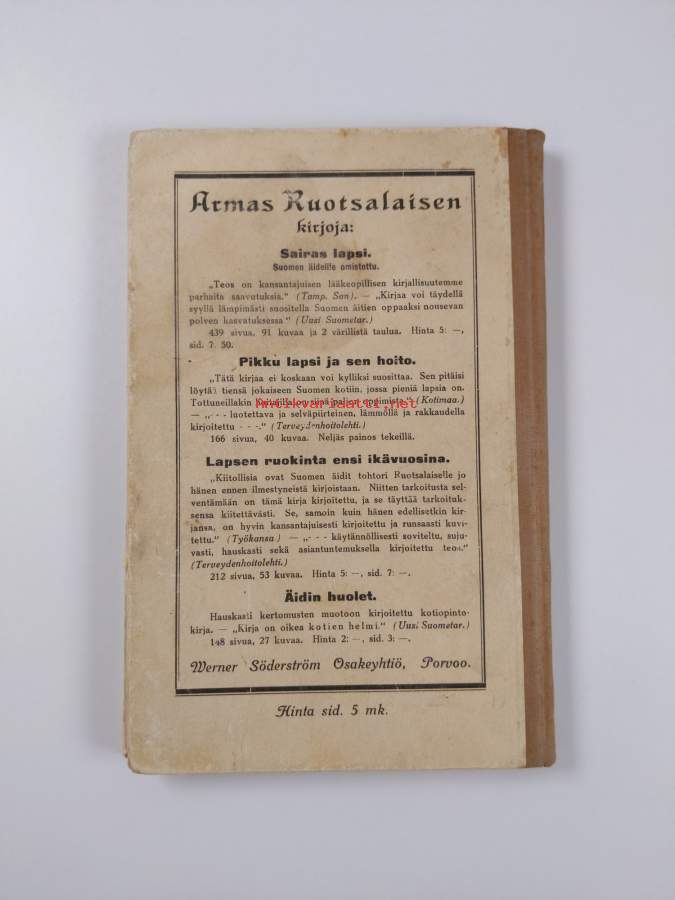 Armas Ruotsalaisen
kirjoja:
Sairas lapsi.
Suomen äideille omistettu.
„Teos on kansantajuisen lääkeopillisen kirjallisuutemme
parhaita saavutuksia.“ (Tamp. San). — „Kirjaa voi täydellä
syyllä lämpimästi suositella Suomen äitien oppaaksi nousevan
polven kasvatuksessa“ (Uusi Suometar.)
439 sivua, 91 kuvaa ja 2 värillistä taulua. Hinta 5: —,
sid. 7. 50.
Pikku lapsi ja sen hoito.
„Tätä kirjaa ei koskaan voi kylliksi suosittaa. Sen pitäisi
löytää tiensä jokaiseen Suomen kotiin, jossa pieniä lapsia on.
Tottuneillakin on siinä paljon oppimista.“ (Kotimaa.)
Antikvariaatti.net
— „- - - luotettava ja selväpiirteinen, lämmöllä ja rakkaudella
kirjoitettu - - -.“ (Terveydenhoitolehti.)
166 sivua, 40 kuvaa. Neljäs painos tekeillä.
Lapsen ruokinta ensi ikävuosina.
„Kiitollisia ovat Suomen äidit tohtori Ruotsalaiselle jo
hänen ennen ilmestyneistä kirjoistaan. Niitten tarkoitusta sel-
ventämään on tämä kirja kirjoitettu, ja se täyttää tarkoituk-
sensa kiitettävästi. Se, samoin kuin hänen edellisetkin kir-
jansa, on hyvin kansantajuisesti kirjoitettu ja runsaasti kuvi-
tettu.“ (Työkansa.) — „- - - käytännöllisesti soviteltu, suju-
vasti, hauskasti sekä asiantuntemuksella kirjoitettu teos.“
(Terveydenhoitolehti.)
212 sivua, 53 kuvaa. Hinta 5: —, sid. 7: —.
Äidin huolet.
Hauskasti kertomusten muotoon kirjoitettu kotiopinto-
kirja. — „Kirja on oikea kotien helmi.“ (Uusi Suometar.)
148 sivua, 27 kuvaa. Hinta 2: —, sid. 3: —.
Werner Söderström Osakeyhtiö, Porvoo.
Hinta sid. 5 mk.